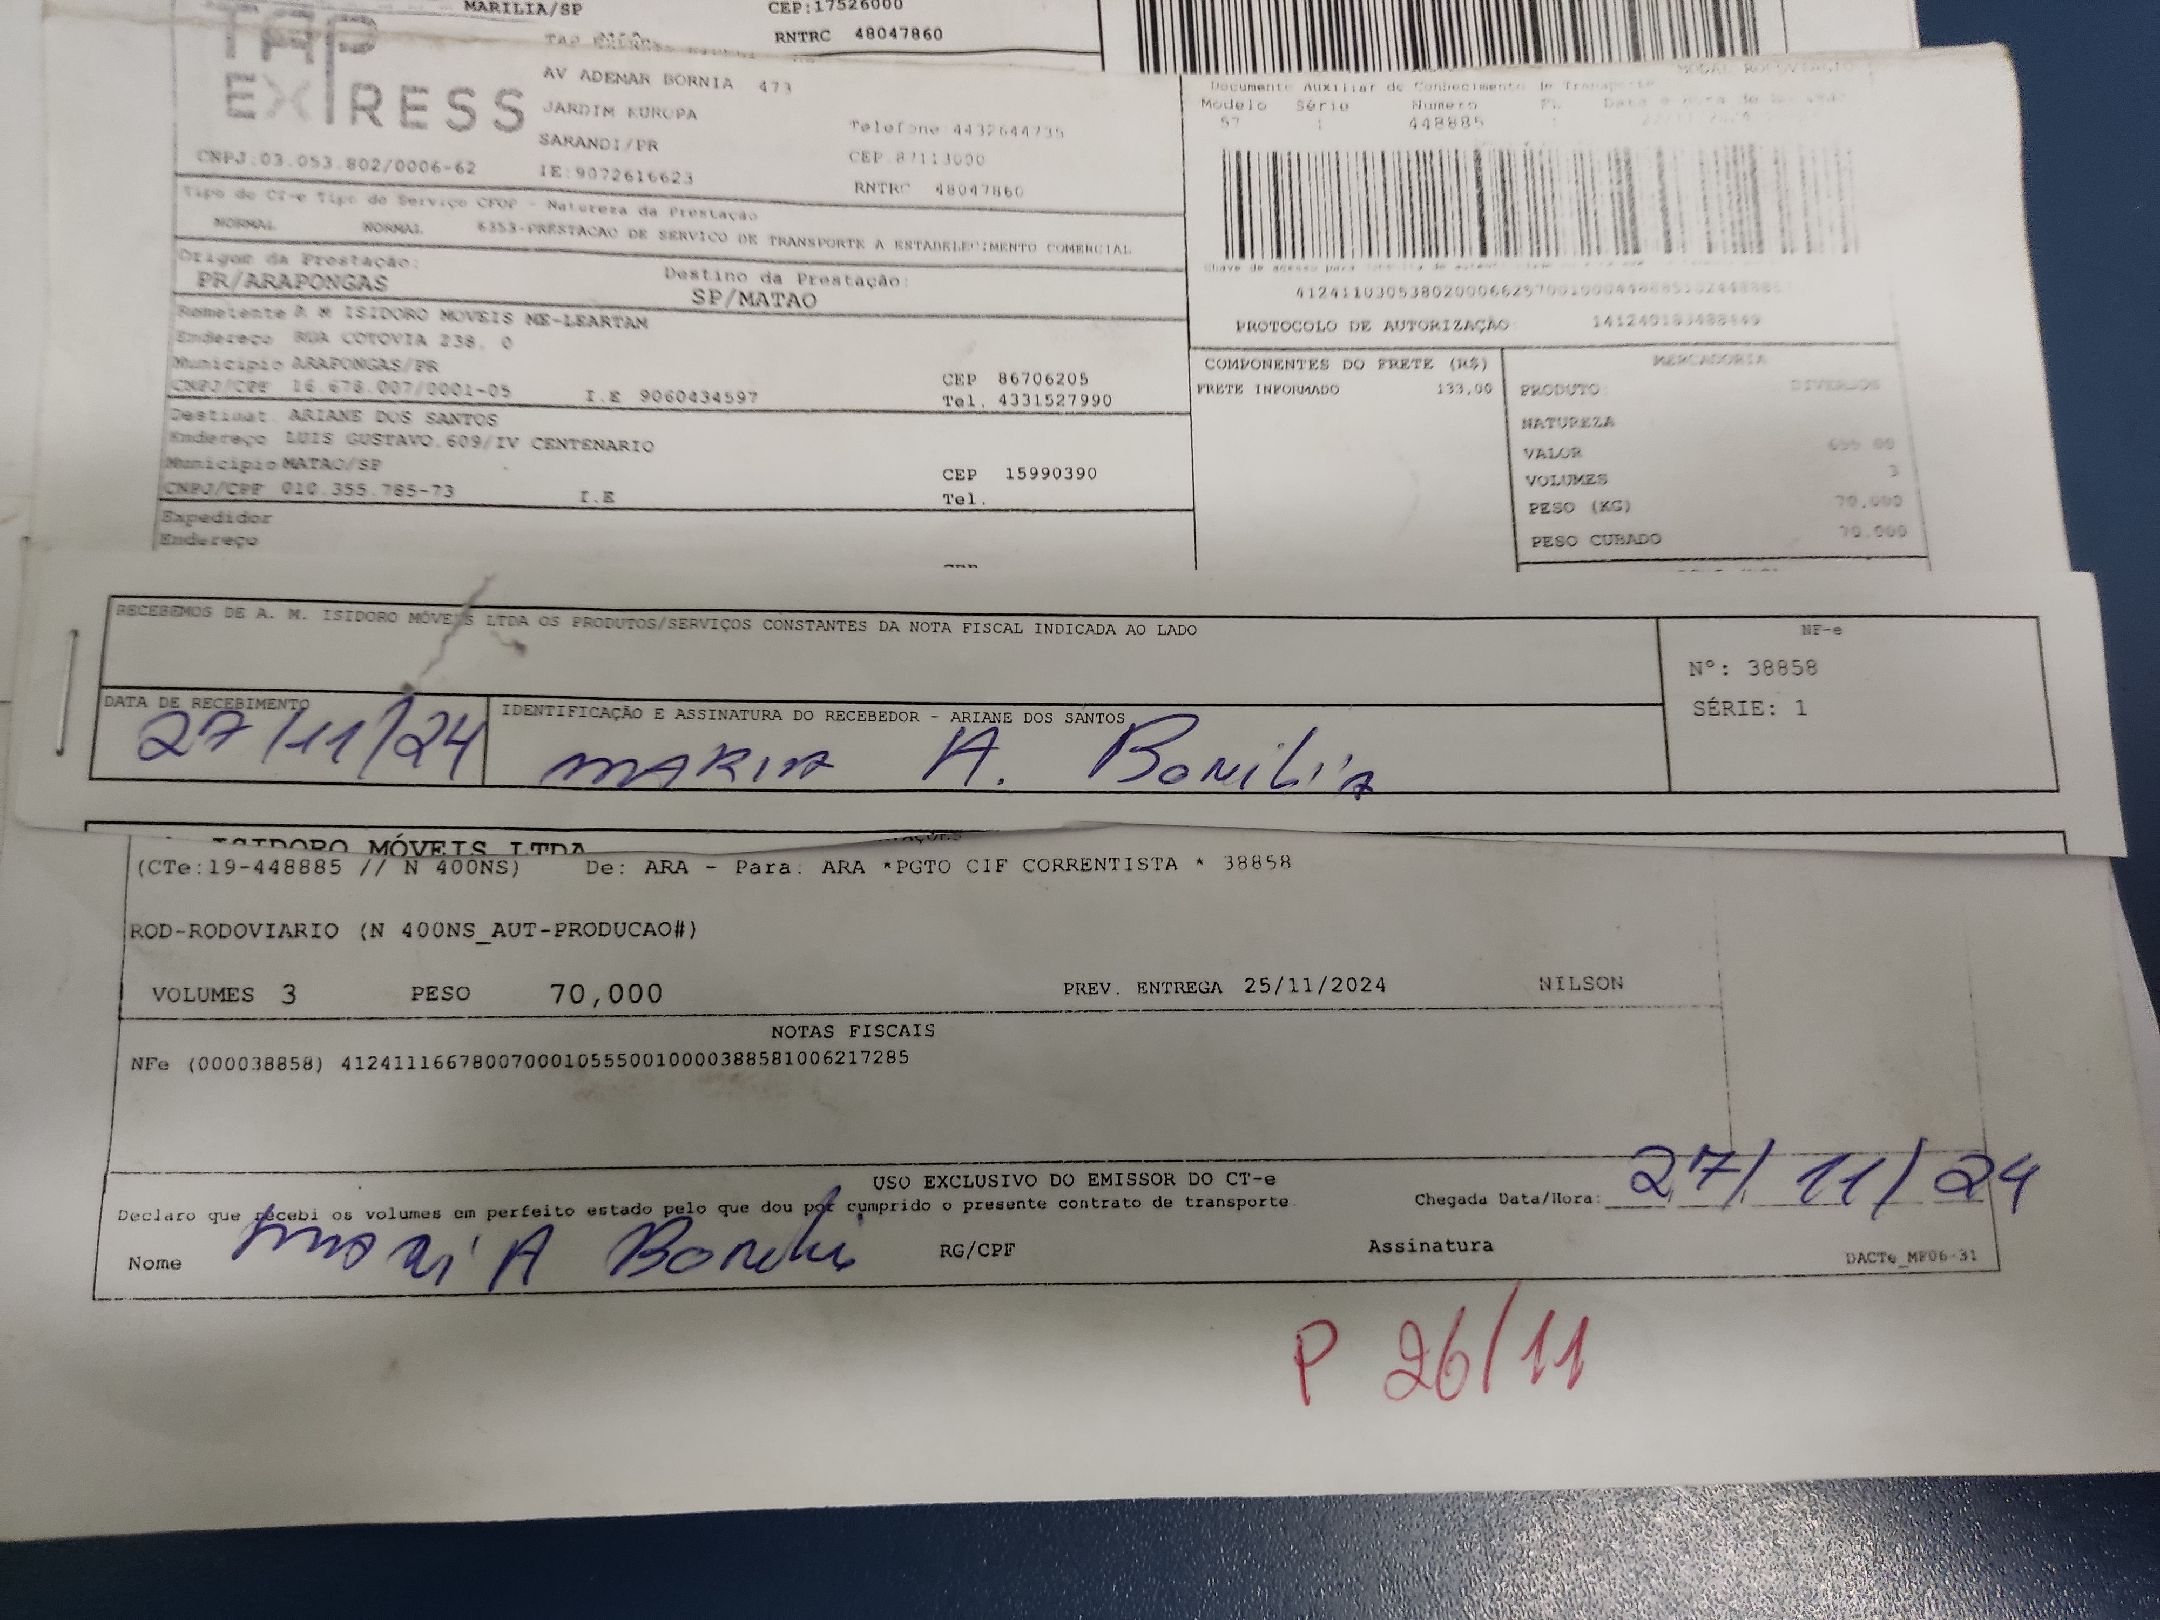 MARILIA/SP CEP:17526000
RNTRC 48047860
TAP EXPRESS
AV ADEMAR BORNIA 473
JARDIM EUROPA
SARANDI/PR
Telefone:4432644735
CEP 87113000
CNPJ:03.053.802/0006-62 IE:9072616623 RNTRC 48047860
Documento Auxiliar de Conhecimento de Transporte
MODAL RODOVIARIO
Modelo Série Numero FL
57 1 448885 1
Tipo do CT-e Tipo do Serviço CFOP - Natureza da Prestação
NORMAL NORMAL 6353-PRESTACAO DE SERVICO DE TRANSPORTE A ESTABELECIMENTO COMERCIAL
Origem da Prestação: Destino da Prestação:
PR/ARAPONGAS SP/MATAO
PROTOCOLO DE AUTORIZAÇÃO
Remetente A M ISIDORO MOVEIS ME-LEARTAM
Endereço RUA COTOVIA 238, 0
Municipio ARAPONGAS/PR CEP 86706205
CNPJ/CPF 16.678.007/0001-05 I.E 9060434597 Tel. 4331527990
Destinat. ARIANE DOS SANTOS
Endereço LUIS GUSTAVO,609/IV CENTENARIO
Municipio MATAO/SP CEP 15990390
CNPJ/CPF 010.355.785-73 I.E Tel.
Expedidor
Endereço
COMPONENTES DO FRETE (R$)
FRETE INFORMADO 133,00
MERCADORIA
PRODUTO: DIVERSOS
NATUREZA
VALOR
VOLUMES 3
PESO (KG) 70,000
PESO CUBADO 70.000
RECEBEMOS DE A. M. ISIDORO MÓVEIS LTDA OS PRODUTOS/SERVIÇOS CONSTANTES DA NOTA FISCAL INDICADA AO LADO
NF-e
Nº: 38858
SÉRIE: 1
DATA DE RECEBIMENTO
27/11/24
IDENTIFICAÇÃO E ASSINATURA DO RECEBEDOR - ARIANE DOS SANTOS
MARIA A. Bonilia
ISIDORO MÓVEIS LTDA
(CTe:19-448885 // N 400NS) De: ARA - Para: ARA *PGTO CIF CORRENTISTA * 38858
ROD-RODOVIARIO (N 400NS_AUT-PRODUCAO#)
VOLUMES 3 PESO 70,000 PREV. ENTREGA 25/11/2024 NILSON
NOTAS FISCAIS
NFe (000038858) 41241116678007000105550010000388581006217285
USO EXCLUSIVO DO EMISSOR DO CT-e
Declaro que recebi os volumes em perfeito estado pelo que dou por cumprido o presente contrato de transporte. Chegada Data/Hora: 27/11/24
Nome RG/CPF Assinatura
DACTe_MF06-31
P 26/11